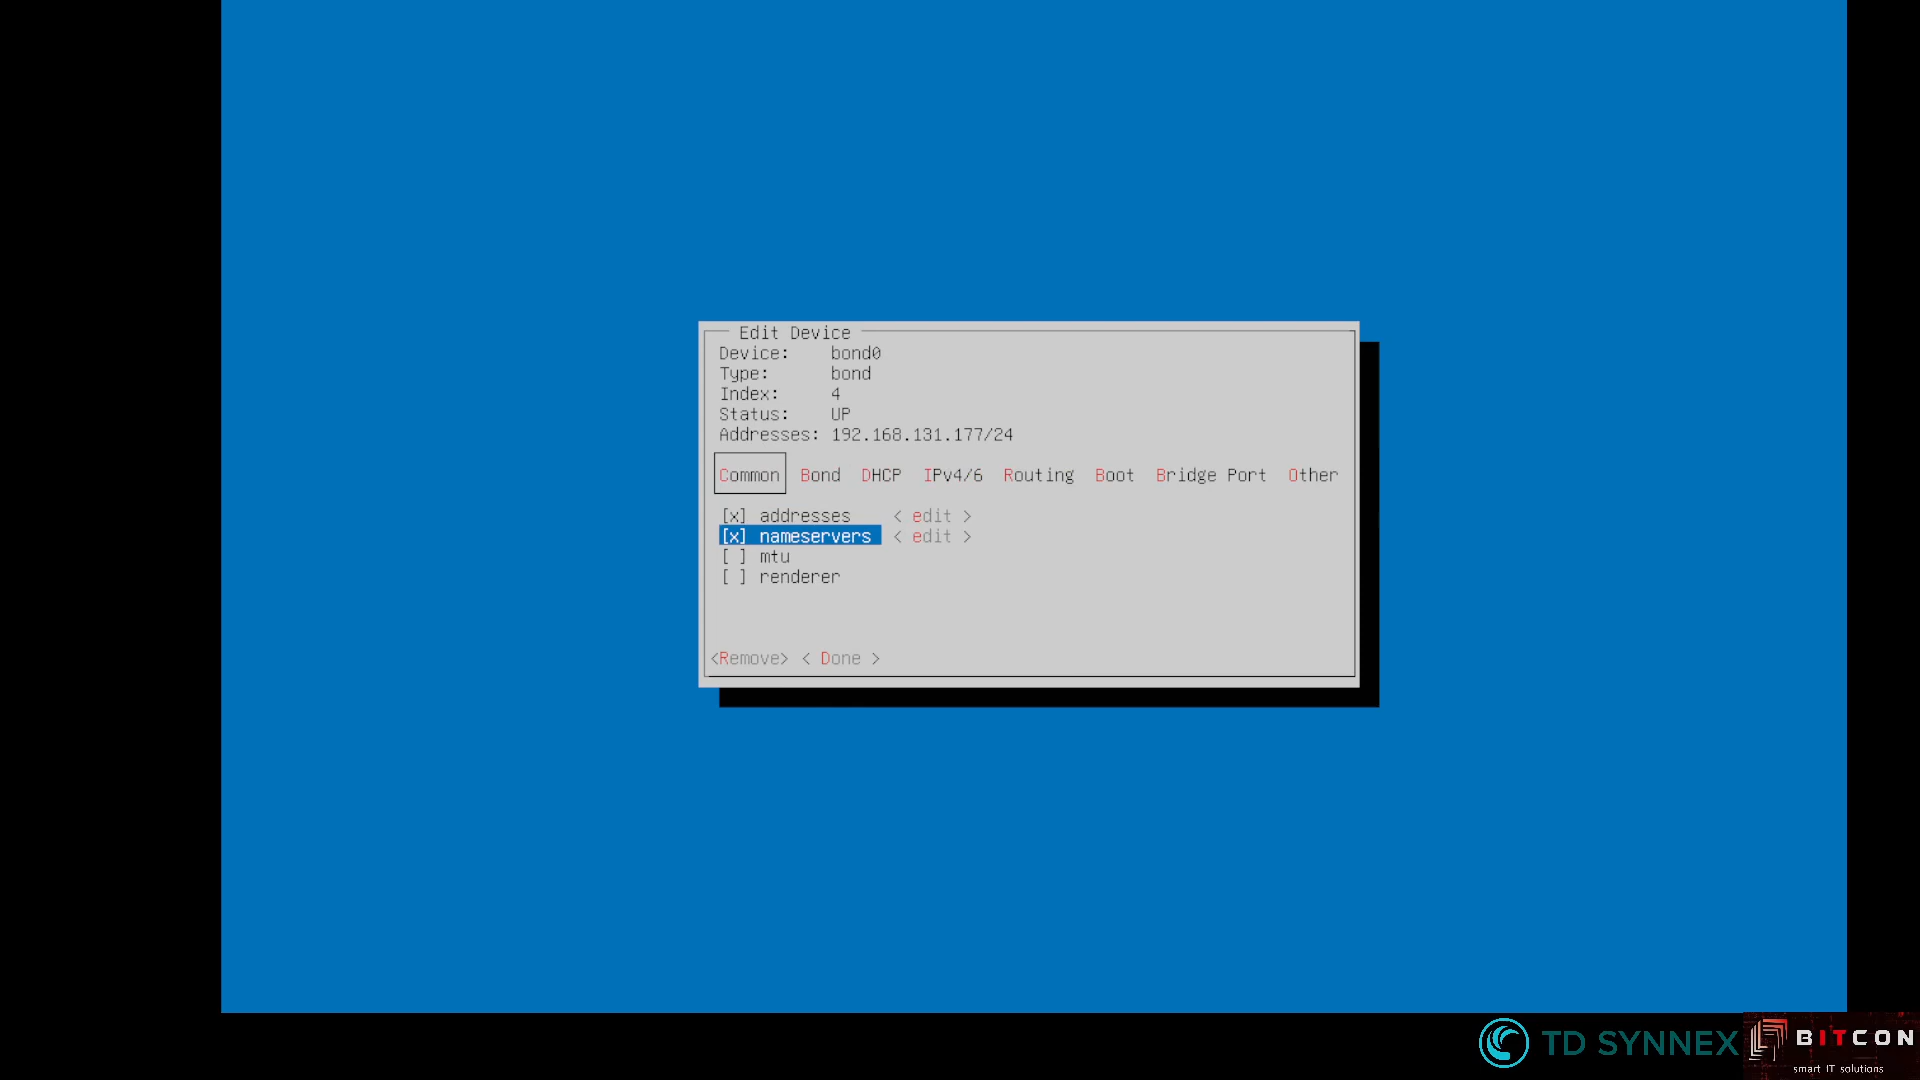 Edit Device
Device: bond0
Type: bond
Index: 4
Status: UP
Addresses: 192.168.131.177/24
Common Bond DHCP IPv4/6 Routing Boot Bridge Port Other
[x] addresses < edit >
[x] nameservers < edit >
[ ] mtu
[ ] renderer
<Remove> < Done >
TD SYNNEX
BITCON
smart IT solutions